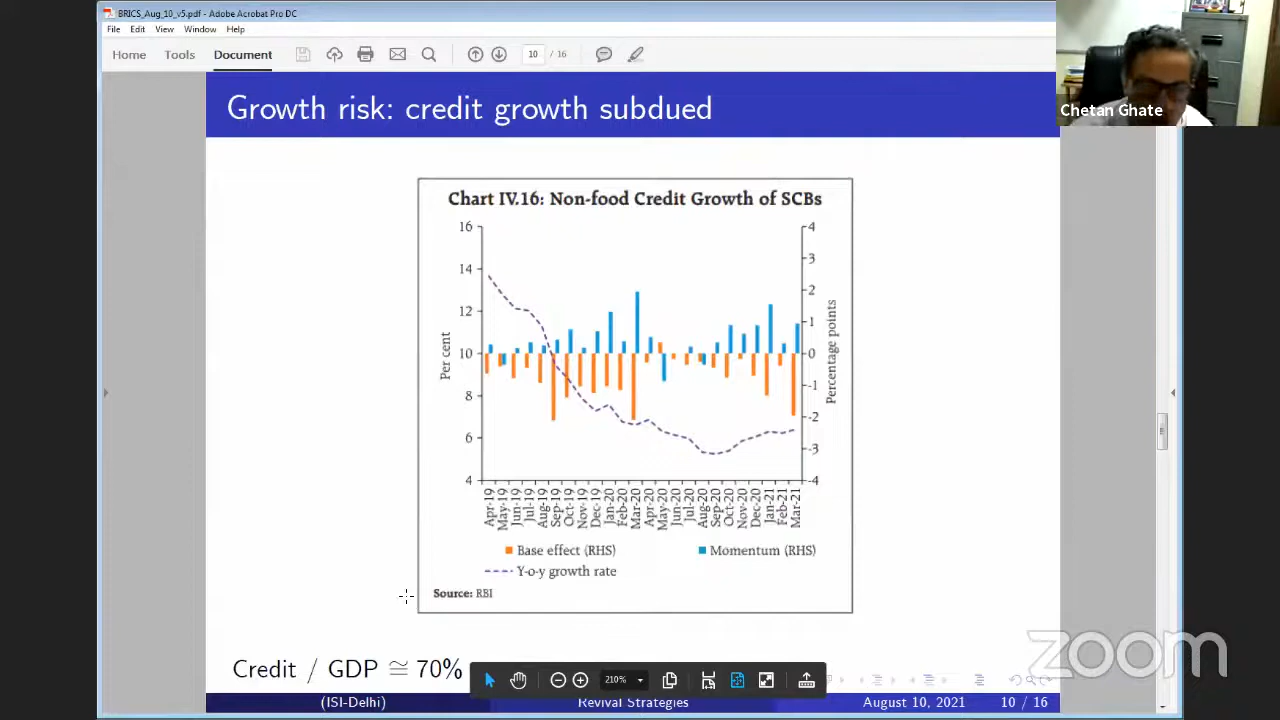 BRICS_Aug_10_v5.pdf - Adobe Acrobat Pro DC
File Edit View Window Help
Home Tools Document 10 / 16
Growth risk: credit growth subdued
Chetan Ghate
Chart IV.16: Non-food Credit Growth of SCBs
16
14
12
10
8
6
4
Per cent
4
3
2
1
0
-1
-2
-3
-4
Percentage points
Apr-19 May-19 Jun-19 Jul-19 Aug-19 Sep-19 Oct-19 Nov-19 Dec-19 Jan-20 Feb-20 Mar-20 Apr-20 May-20 Jun-20 Jul-20 Aug-20 Sep-20 Oct-20 Nov-20 Dec-20 Jan-21 Feb-21 Mar-21
Base effect (RHS) Momentum (RHS)
Y-o-y growth rate
Source: RBI
Credit / GDP ≅ 70%
210%
zoom
(ISI-Delhi) Revival Strategies August 10, 2021 10 / 16